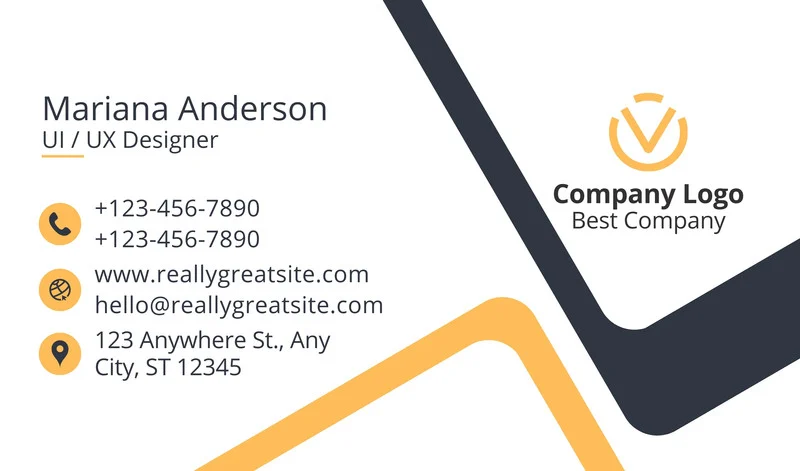 Mariana Anderson
UI / UX Designer
+123-456-7890
+123-456-7890
www.reallygreatsite.com
hello@reallygreatsite.com
123 Anywhere St., Any
City, ST 12345
Company Logo
Best Company